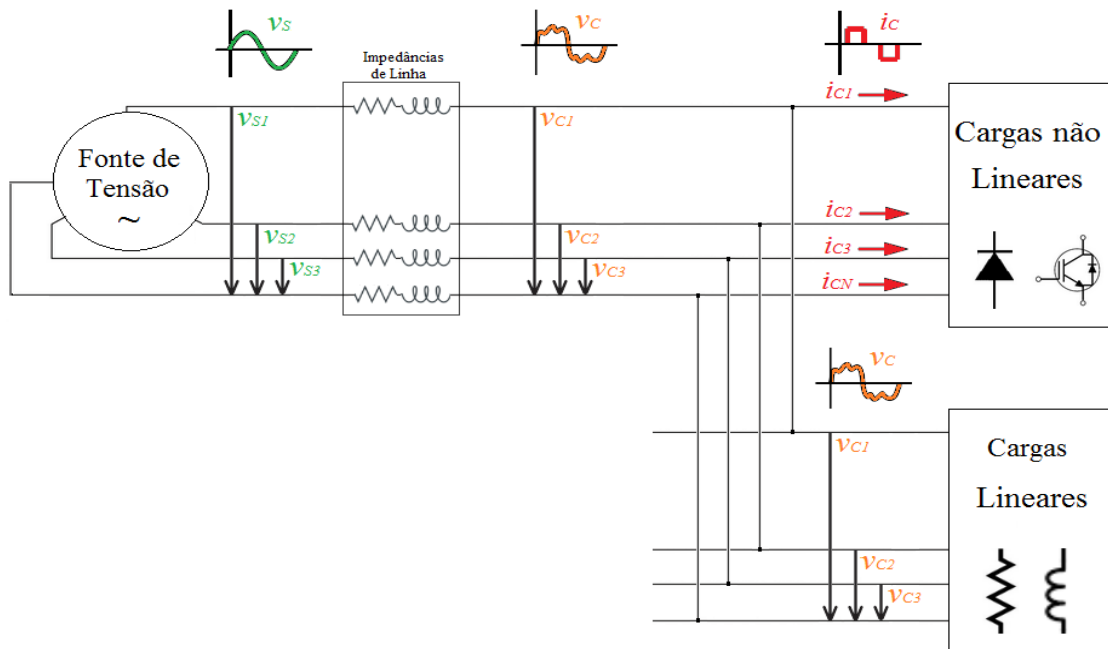 vS
vC
iC
Impedâncias
de Linha
iC1
vS1
vC1
Fonte de
Tensão
~
Cargas não
Lineares
iC2
vS2
vC2
iC3
vS3
vC3
iCN
vC
vC1
Cargas
Lineares
vC2
vC3